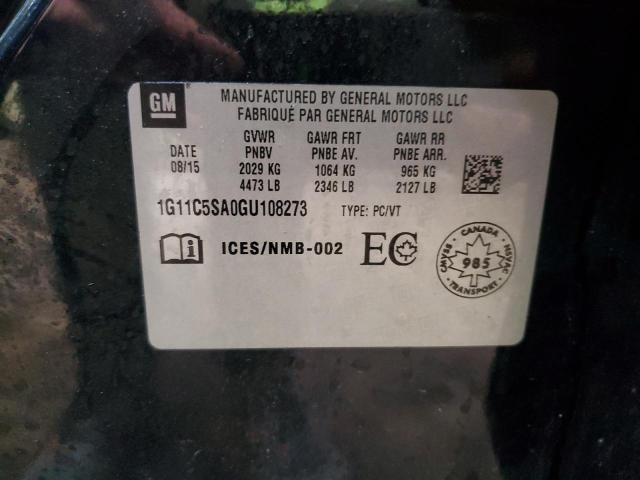 GM
MANUFACTURED BY GENERAL MOTORS LLC
FABRIQUÉ PAR GENERAL MOTORS LLC
GVWR GAWR FRT GAWR RR
DATE PNBV PNBE AV. PNBE ARR.
08/15 2029 KG 1064 KG 965 KG
4473 LB 2346 LB 2127 LB
1G11C5SA0GU108273 TYPE: PC/VT
i ICES/NMB-002 EC
CANADA
CMVSS 985 NSVAC
TRANSPORT